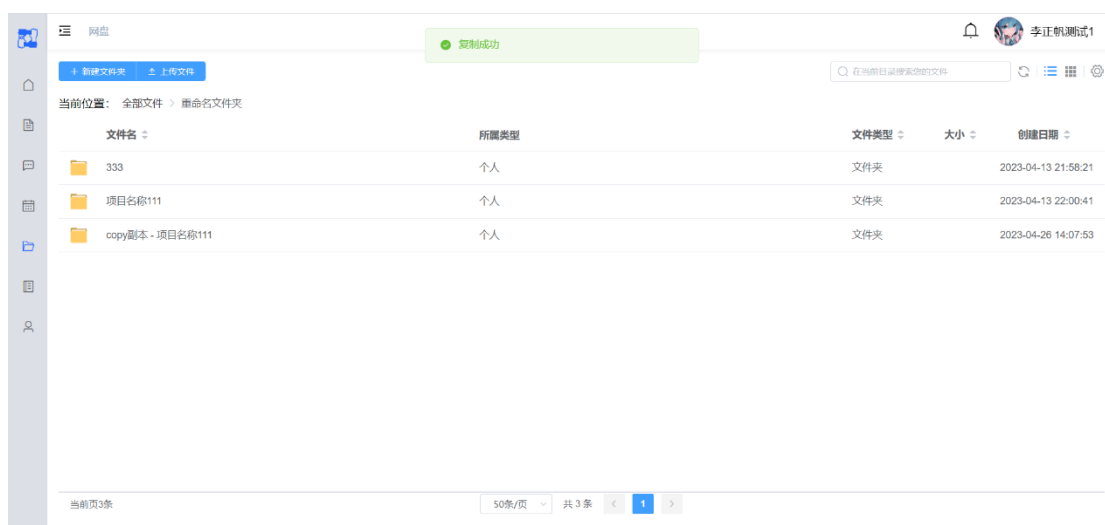 网盘
复制成功
李正帆测试1
+ 新建文件夹 上传文件
在当前目录搜索您的文件
当前位置： 全部文件 > 重命名文件夹
文件名 所属类型 文件类型 大小 创建日期
333 个人 文件夹 2023-04-13 21:58:21
项目名称111 个人 文件夹 2023-04-13 22:00:41
copy副本 - 项目名称111 个人 文件夹 2023-04-26 14:07:53
当前页3条 50条/页 共 3 条 < 1 >